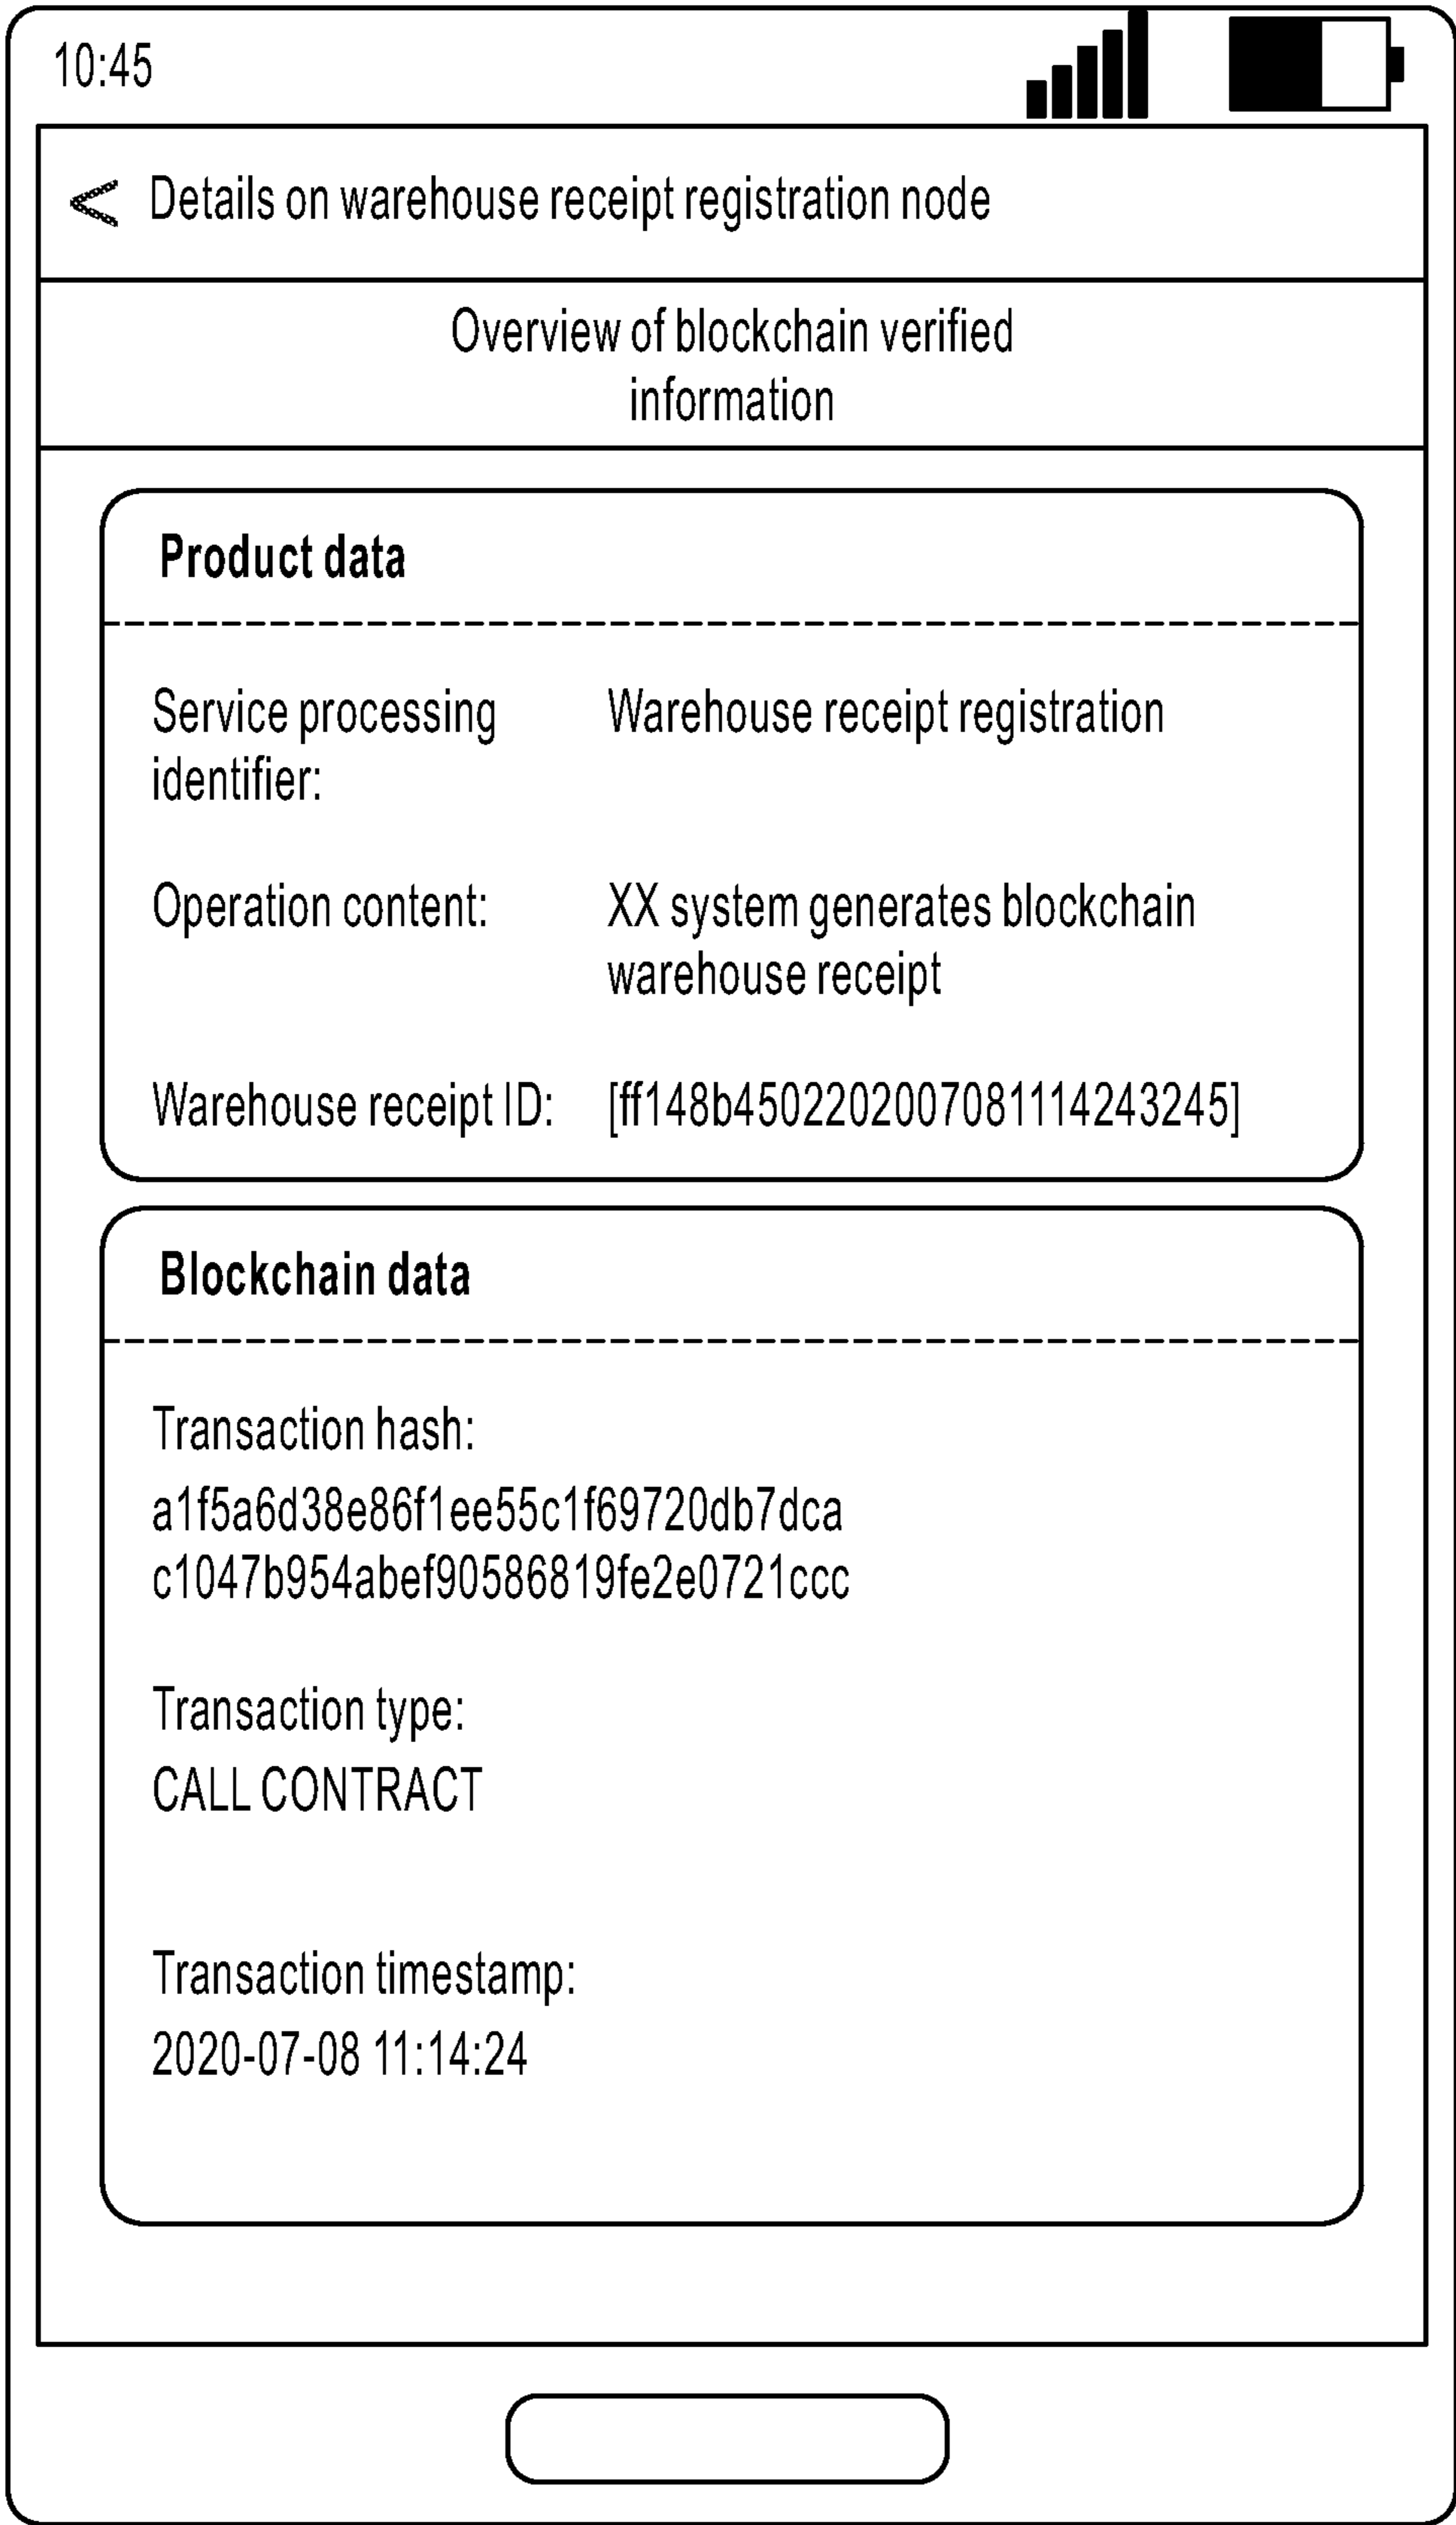 10:45
< Details on warehouse receipt registration node
Overview of blockchain verified
information
Product data
Service processing identifier: Warehouse receipt registration
Operation content: XX system generates blockchain warehouse receipt
Warehouse receipt ID: [ff148b4502202007081114243245]
Blockchain data
Transaction hash:
a1f5a6d38e86f1ee55c1f69720db7dca
c1047b954abef90586819fe2e0721ccc
Transaction type:
CALL CONTRACT
Transaction timestamp:
2020-07-08 11:14:24